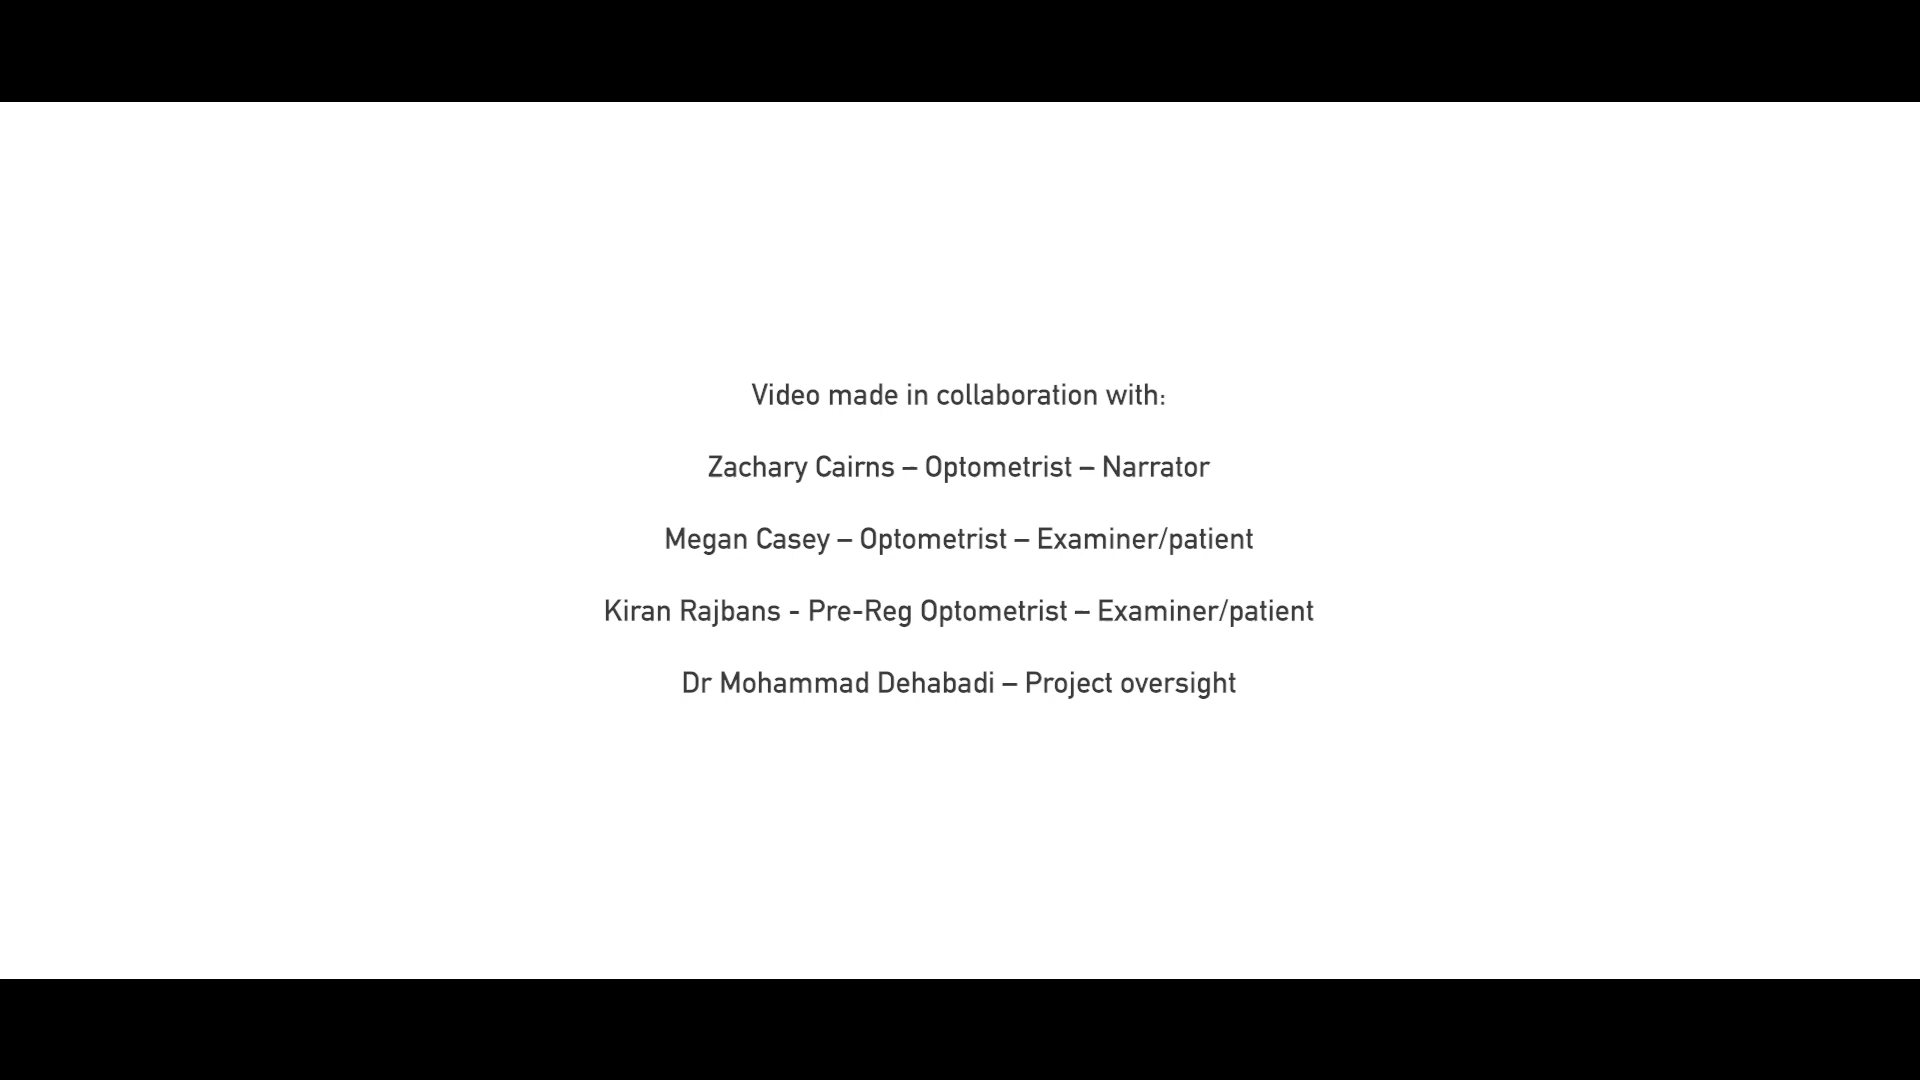 Video made in collaboration with:
Zachary Cairns – Optometrist – Narrator
Megan Casey – Optometrist – Examiner/patient
Kiran Rajbans - Pre-Reg Optometrist – Examiner/patient
Dr Mohammad Dehabadi – Project oversight